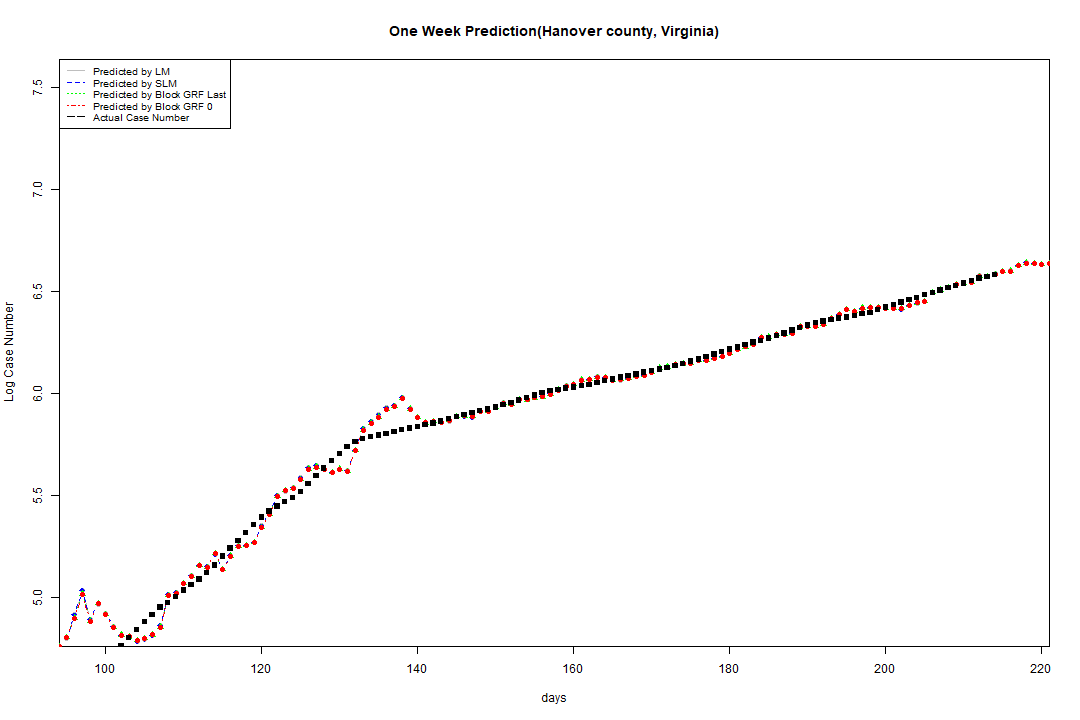 One Week Prediction(Hanover county, Virginia)
Predicted by LM
Predicted by SLM
Predicted by Block GRF Last
Predicted by Block GRF 0
Actual Case Number
Log Case Number
7.5
7.0
6.5
6.0
5.5
5.0
100 120 140 160 180 200 220
days